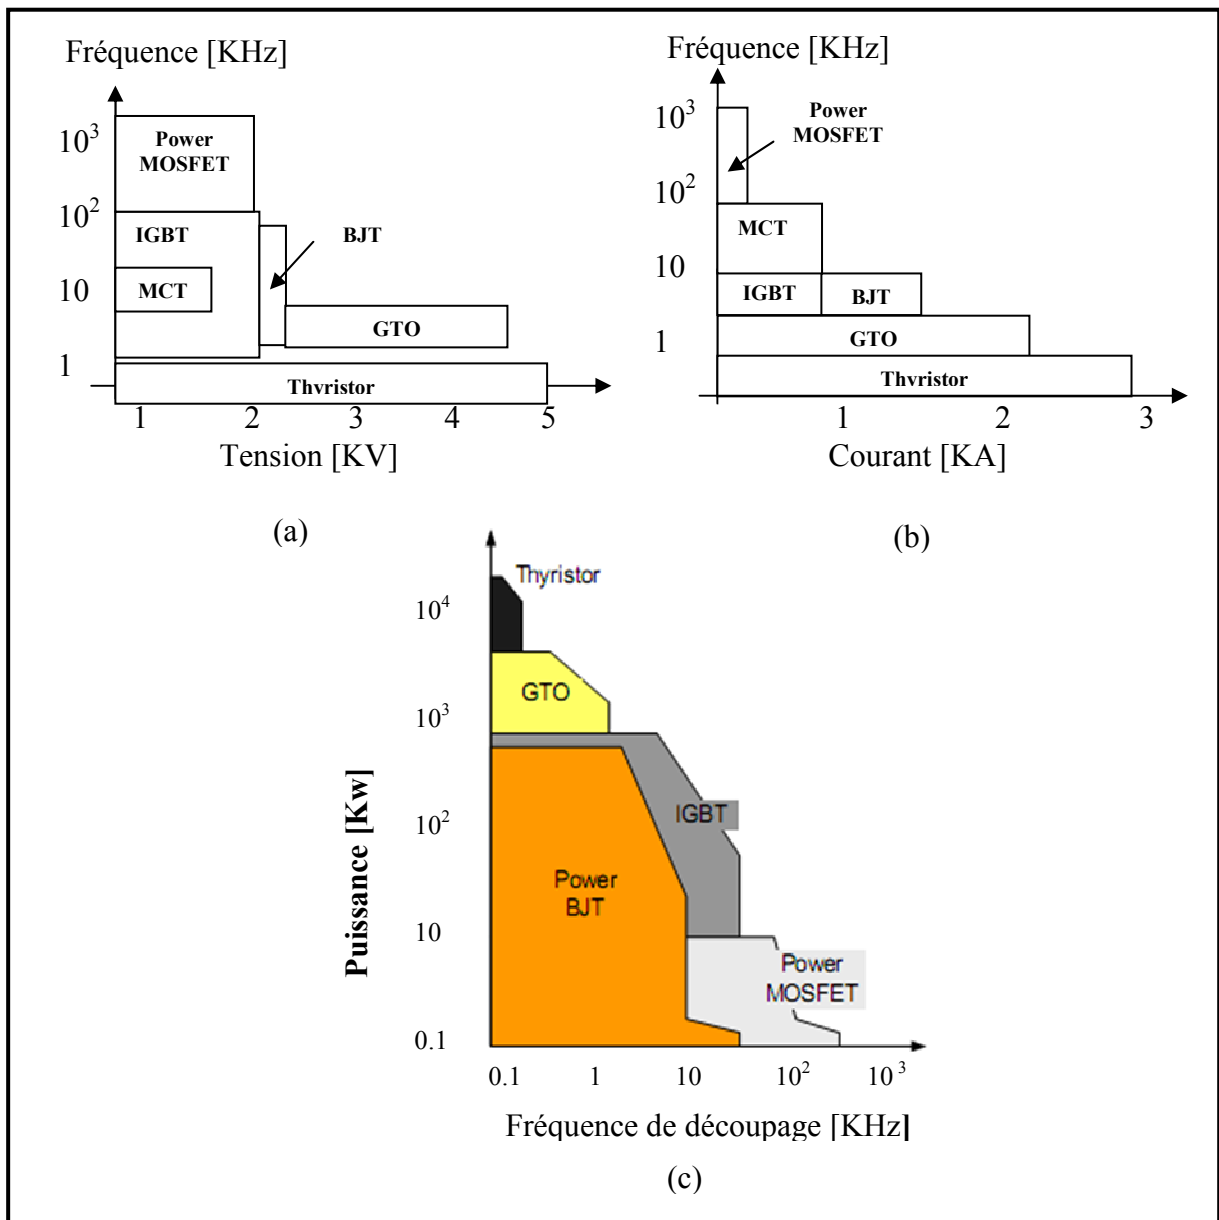 Fréquence [KHz]
10³
10²
10
1
Power
MOSFET
IGBT
BJT
MCT
GTO
Thvristor
1 2 3 4 5
Tension [KV]
(a)
Fréquence [KHz]
10³
10²
10
1
Power
MOSFET
MCT
IGBT
BJT
GTO
Thvristor
1 2 3
Courant [KA]
(b)
Puissance [Kw]
10⁴
10³
10²
10
0.1
Thyristor
GTO
IGBT
Power
BJT
Power
MOSFET
0.1 1 10 10² 10³
Fréquence de découpage [KHz]
(c)